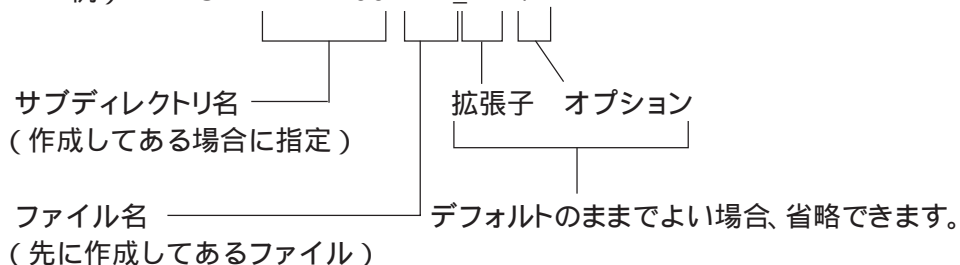 サブディレクトリ名
(作成してある場合に指定)
拡張子 オプション
ファイル名
(先に作成してあるファイル)
デフォルトのままでよい場合、省略できます。